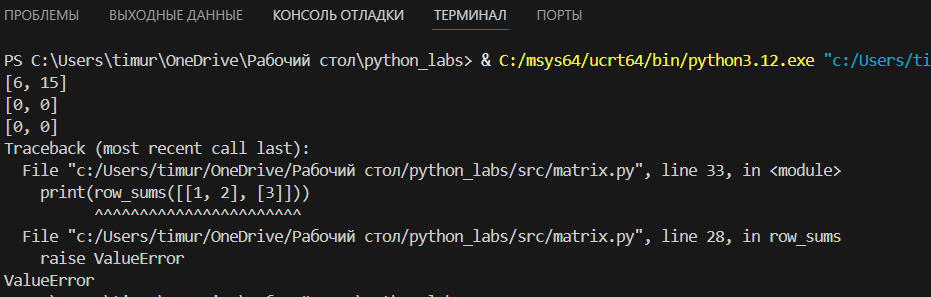 ПРОБЛЕМЫ ВЫХОДНЫЕ ДАННЫЕ КОНСОЛЬ ОТЛАДКИ ТЕРМИНАЛ ПОРТЫ
PS C:\Users\timur\OneDrive\Рабочий стол\python_labs> & C:/msys64/ucrt64/bin/python3.12.exe "c:/Users/ti
[6, 15]
[0, 0]
[0, 0]
Traceback (most recent call last):
  File "c:/Users/timur/OneDrive/Рабочий стол/python_labs/src/matrix.py", line 33, in <module>
    print(row_sums([[1, 2], [3]]))
          ^^^^^^^^^^^^^^^^^^^^^^^
  File "c:/Users/timur/OneDrive/Рабочий стол/python_labs/src/matrix.py", line 28, in row_sums
    raise ValueError
ValueError